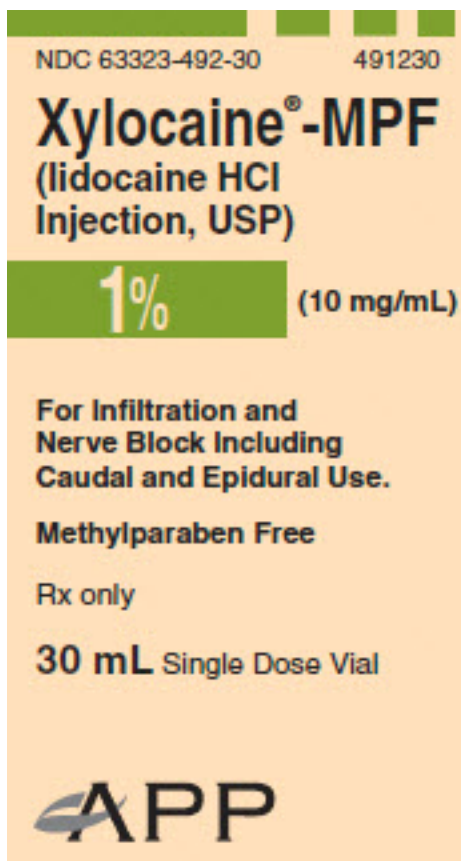 NDC 63323-492-30 491230
Xylocaine®-MPF
(lidocaine HCl
Injection, USP)
1% (10 mg/mL)
For Infiltration and
Nerve Block Including
Caudal and Epidural Use.
Methylparaben Free
Rx only
30 mL Single Dose Vial
APP